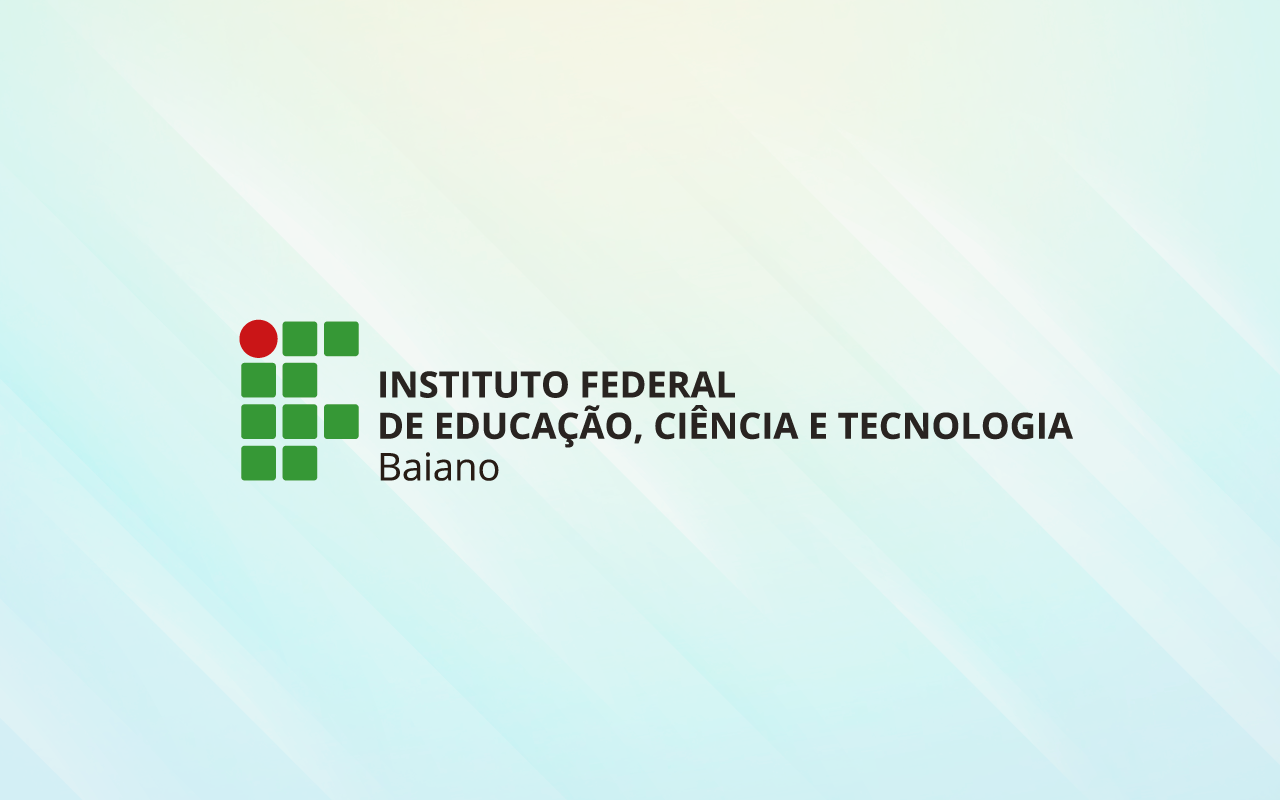 INSTITUTO FEDERAL
DE EDUCAÇÃO, CIÊNCIA E TECNOLOGIA
Baiano